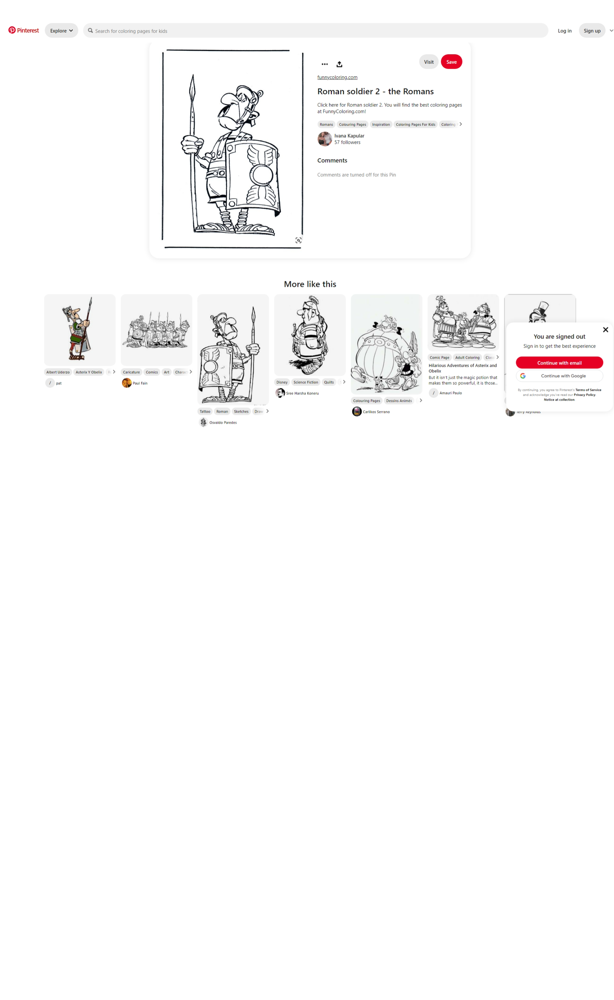 Pinterest
Explore
Search for coloring pages for kids
Log in
Sign up
Visit
Save
funnycoloring.com
Roman soldier 2 - the Romans
Click here for Roman soldier 2. You will find the best coloring pages
at FunnyColoring.com!
Romans Colouring Pages Inspiration Coloring Pages For Kids Coloring
Ivana Kapular
57 followers
Comments
Comments are turned off for this Pin
More like this
Albert Uderzo Asterix Y Obelix
/ pat
Caricature Comics Art Charact
Paul Fain
Tattoo Roman Sketches Draw
Osvaldo Paredes
Disney Science Fiction Quilts
Sree Harsha Koneru
Colouring Pages Dessins Animés
Carlikos Serrano
Comic Page Adult Coloring Class
Hilarious Adventures of Asterix and
Obelix
But it isn't just the magic potion that
makes them so powerful, it is those...
/ Amauri Paulo
You are signed out
Sign in to get the best experience
Continue with email
Continue with Google
By continuing, you agree to Pinterest's Terms of Service
and acknowledge you've read our Privacy Policy.
Notice at collection.
Terry Reynolds